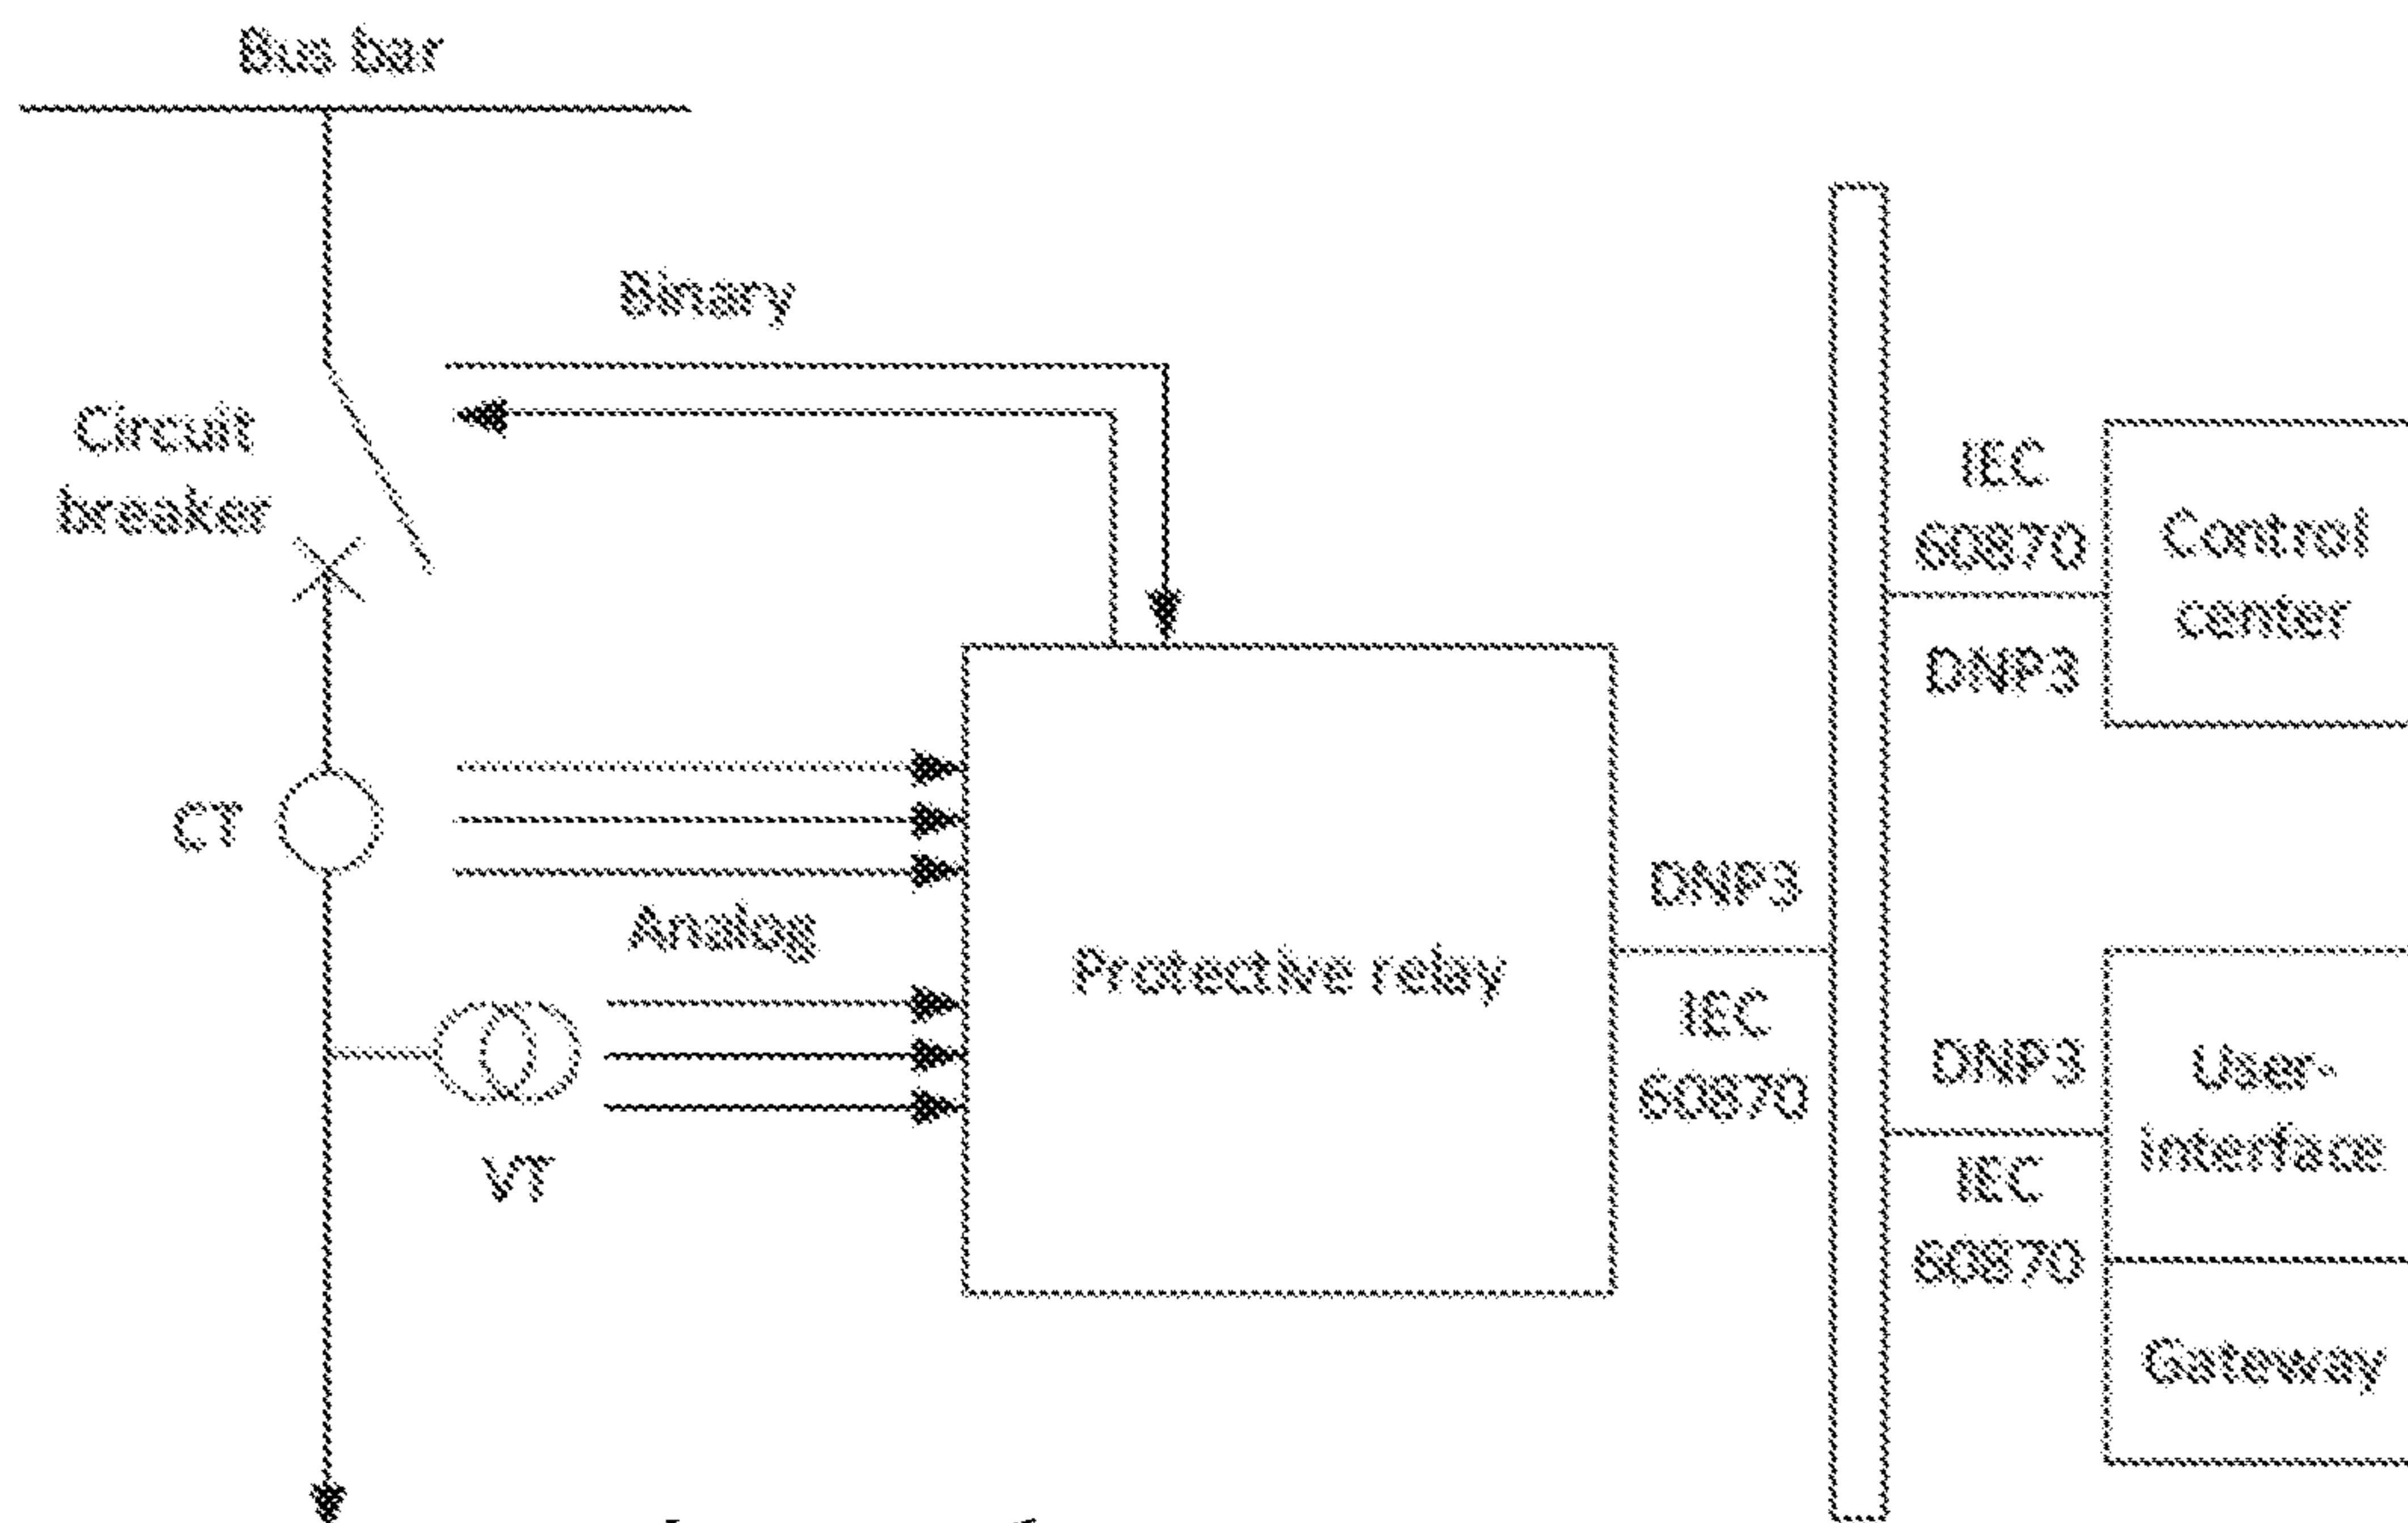 Bus bar
Binary
Circuit
breaker
IEC
60870
DNP3
Control
center
CT
Analog
VT
Protective relay
DNP3
IEC
60870
DNP3
IEC
60870
User-
interface
Gateway